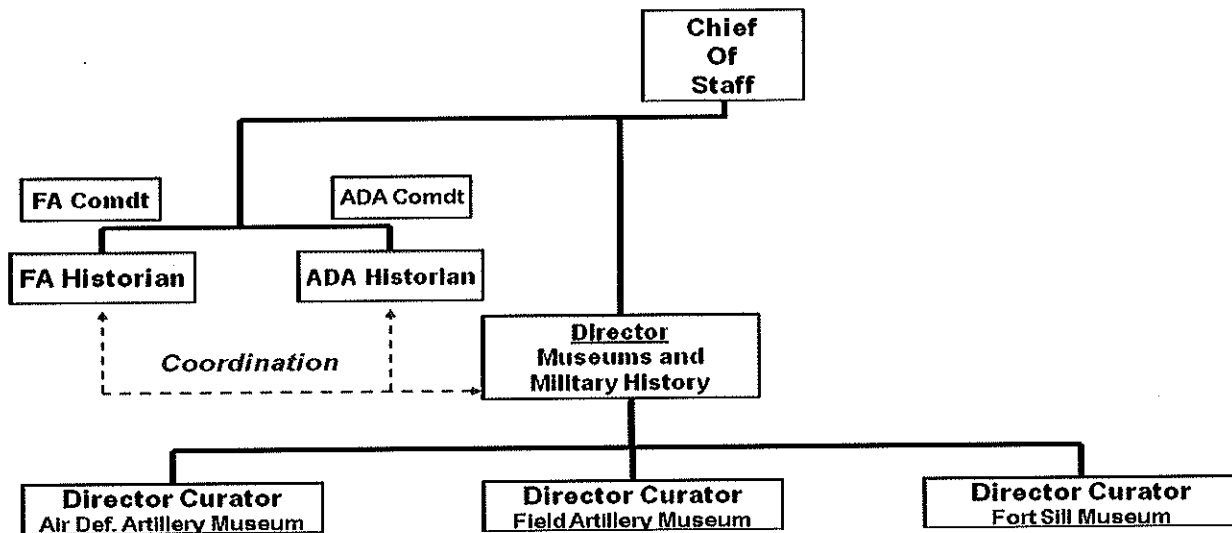 Chief
Of
Staff
FA Comdt
ADA Comdt
FA Historian
ADA Historian
Coordination
Director
Museums and
Military History
Director Curator
Air Def. Artillery Museum
Director Curator
Field Artillery Museum
Director Curator
Fort Sill Museum